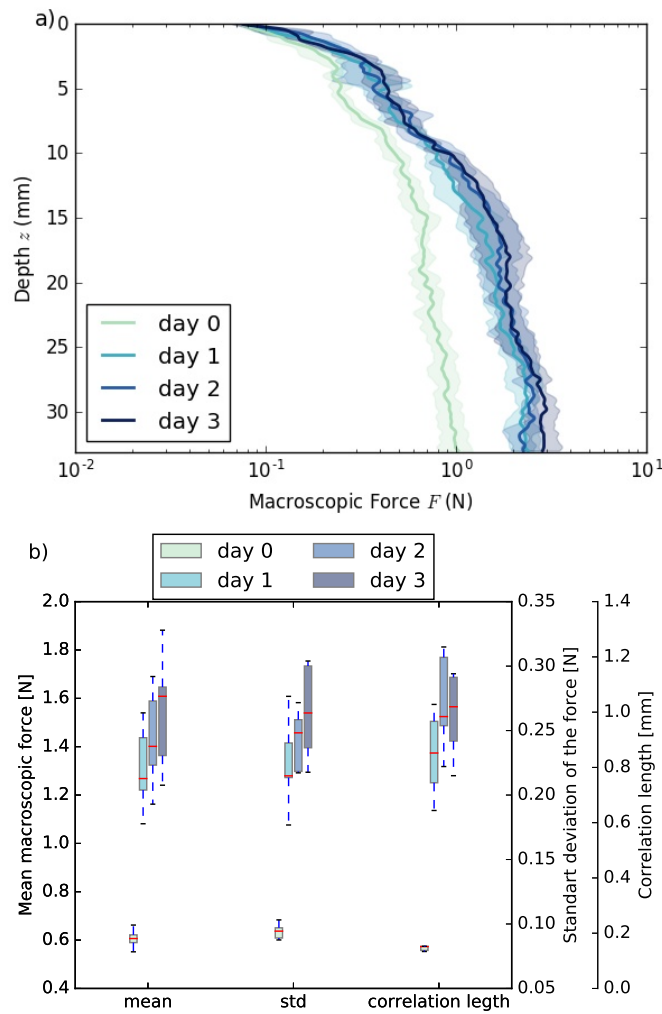 a)
0
5
10
15
20
25
30
Depth z (mm)
day 0
day 1
day 2
day 3
10^-2
10^-1
10^0
10^1
Macroscopic Force F (N)
b)
day 0
day 1
day 2
day 3
2.0
1.8
1.6
1.4
1.2
1.0
0.8
0.6
0.4
Mean macroscopic force [N]
0.35
0.30
0.25
0.20
0.15
0.10
0.05
Standart deviation of the force [N]
1.4
1.2
1.0
0.8
0.6
0.4
0.2
0.0
Correlation length [mm]
mean
std
correlation legth